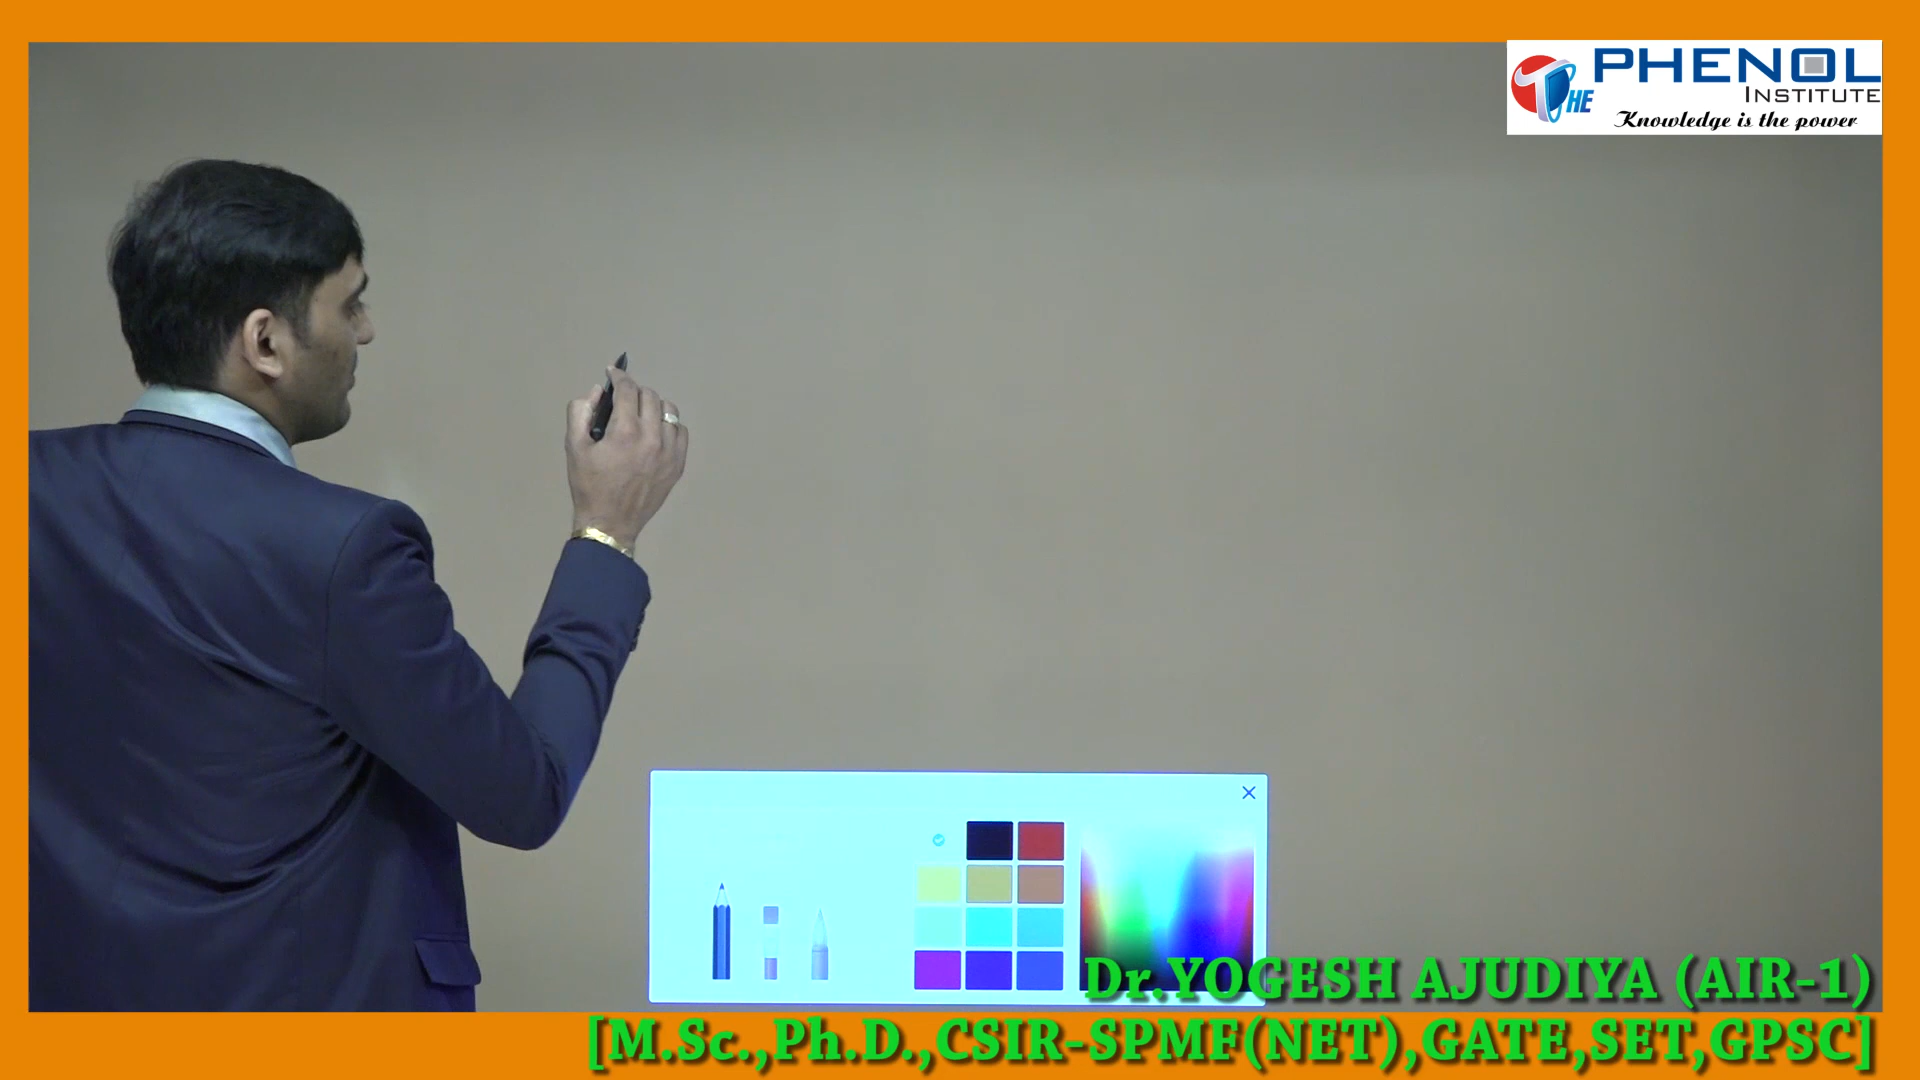 THE PHENOL
INSTITUTE
Knowledge is the power
Dr.YOGESH AJUDIYA (AIR-1)
[M.Sc.,Ph.D.,CSIR-SPMF(NET),GATE,SET,GPSC]